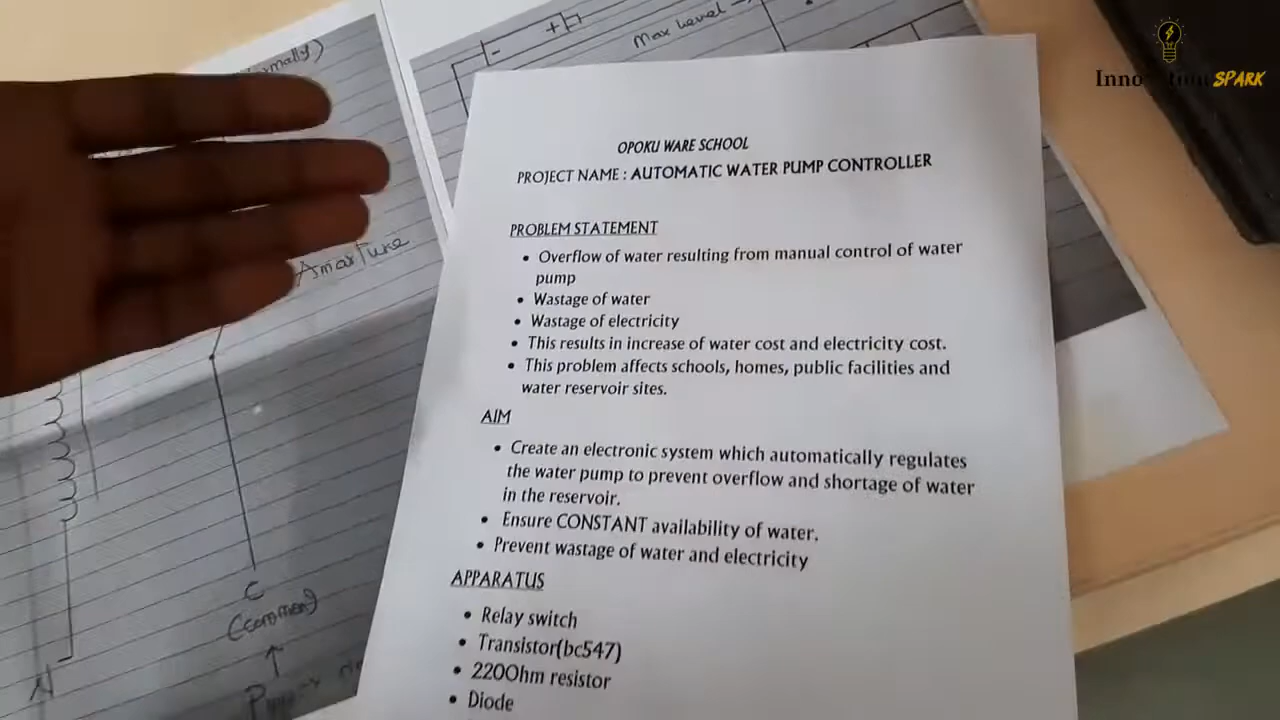 Max Level
OPOKU WARE SCHOOL
PROJECT NAME : AUTOMATIC WATER PUMP CONTROLLER
PROBLEM STATEMENT
• Overflow of water resulting from manual control of water
pump
• Wastage of water
• Wastage of electricity
• This results in increase of water cost and electricity cost.
• This problem affects schools, homes, public facilities and
water reservoir sites.
AIM
• Create an electronic system which automatically regulates
the water pump to prevent overflow and shortage of water
in the reservoir.
• Ensure CONSTANT availability of water.
• Prevent wastage of water and electricity
APPARATUS
• Relay switch
• Transistor(bc547)
• 220Ohm resistor
• Diode
Amarture
C
(common)
N
SPARK